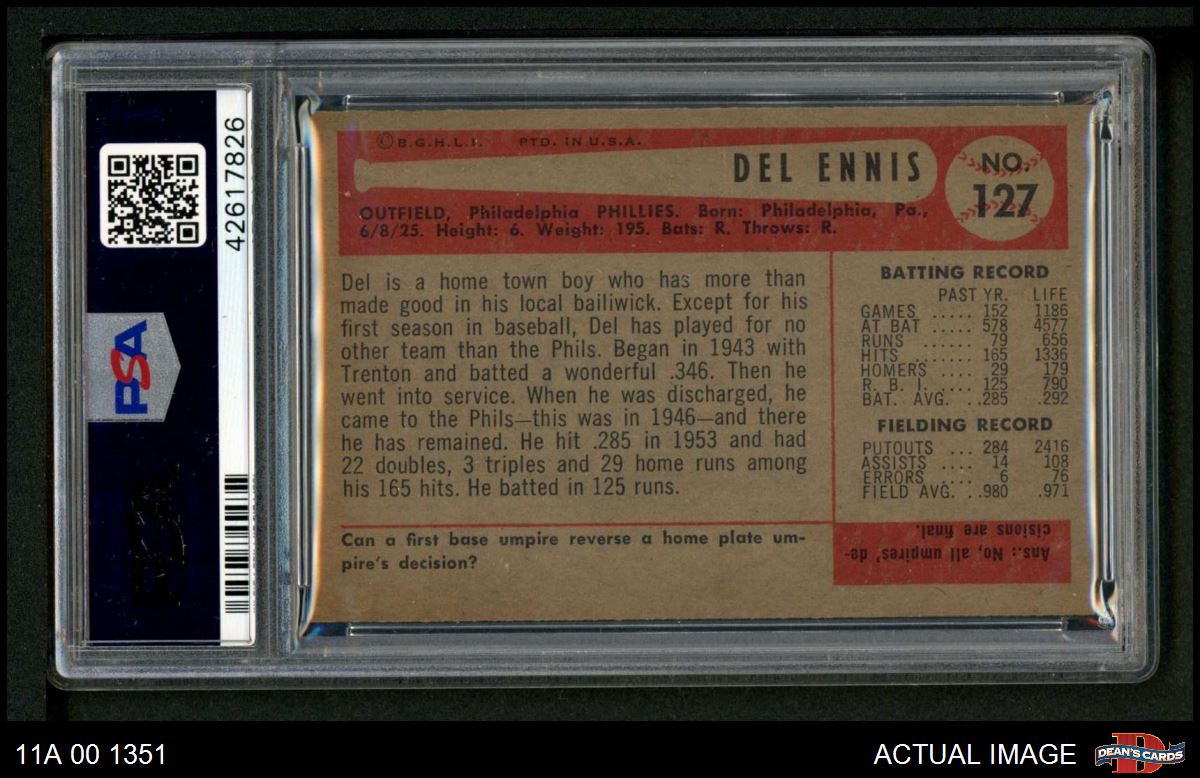 42617826
PSA
© B.G.H.L.I. PTD. IN U.S.A.
DEL ENNIS
NO.
127
OUTFIELD, Philadelphia PHILLIES. Born: Philadelphia, Pa.,
6/8/25. Height: 6. Weight: 195. Bats: R. Throws: R.
Del is a home town boy who has more than
made good in his local bailiwick. Except for his
first season in baseball, Del has played for no
other team than the Phils. Began in 1943 with
Trenton and batted a wonderful .346. Then he
went into service. When he was discharged, he
came to the Phils—this was in 1946—and there
he has remained. He hit .285 in 1953 and had
22 doubles, 3 triples and 29 home runs among
his 165 hits. He batted in 125 runs.
BATTING RECORD
PAST YR. LIFE
GAMES ..... 152 1186
AT BAT ..... 578 4577
RUNS ...... 79 656
HITS ....... 165 1336
HOMERS .... 29 179
R. B. I. .... 125 790
BAT. AVG. . .285 .292
FIELDING RECORD
PUTOUTS ... 284 2416
ASSISTS .... 14 108
ERRORS .... 6 76
FIELD AVG. . .980 .971
Can a first base umpire reverse a home plate um-
pire's decision?
Ans.: No, all umpires' de-
cisions are final.
11A 00 1351
ACTUAL IMAGE
DEAN'S CARDS